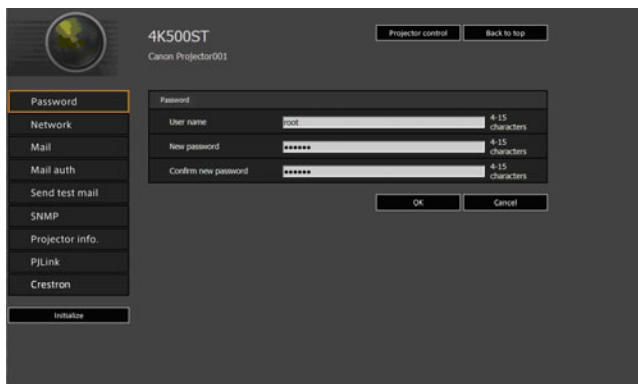 4K500ST
Projector control
Back to top
Canon Projector001
Password
Network
Mail
Mail auth
Send test mail
SNMP
Projector info.
PJLink
Crestron
Initialize
Password
User name root 4-15 characters
New password •••••• 4-15 characters
Confirm new password •••••• 4-15 characters
OK
Cancel